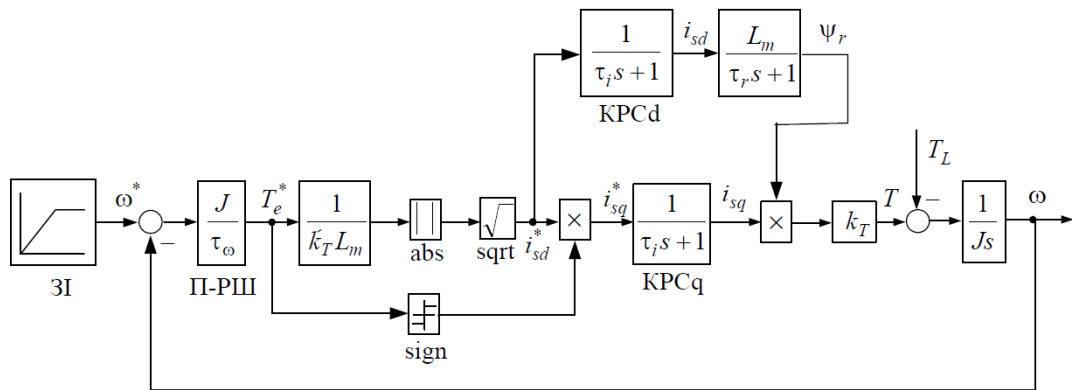 1
τ_i s + 1
КРСd
i_sd
L_m
τ_r s + 1
ψ_r
ЗІ
ω*
−
J
τ_ω
П-РШ
T_e*
1
k_T L_m
abs
√
sqrt
i_sd*
sign
×
i_sq*
1
τ_i s + 1
КРСq
i_sq
×
k_T
T
T_L
−
1
Js
ω